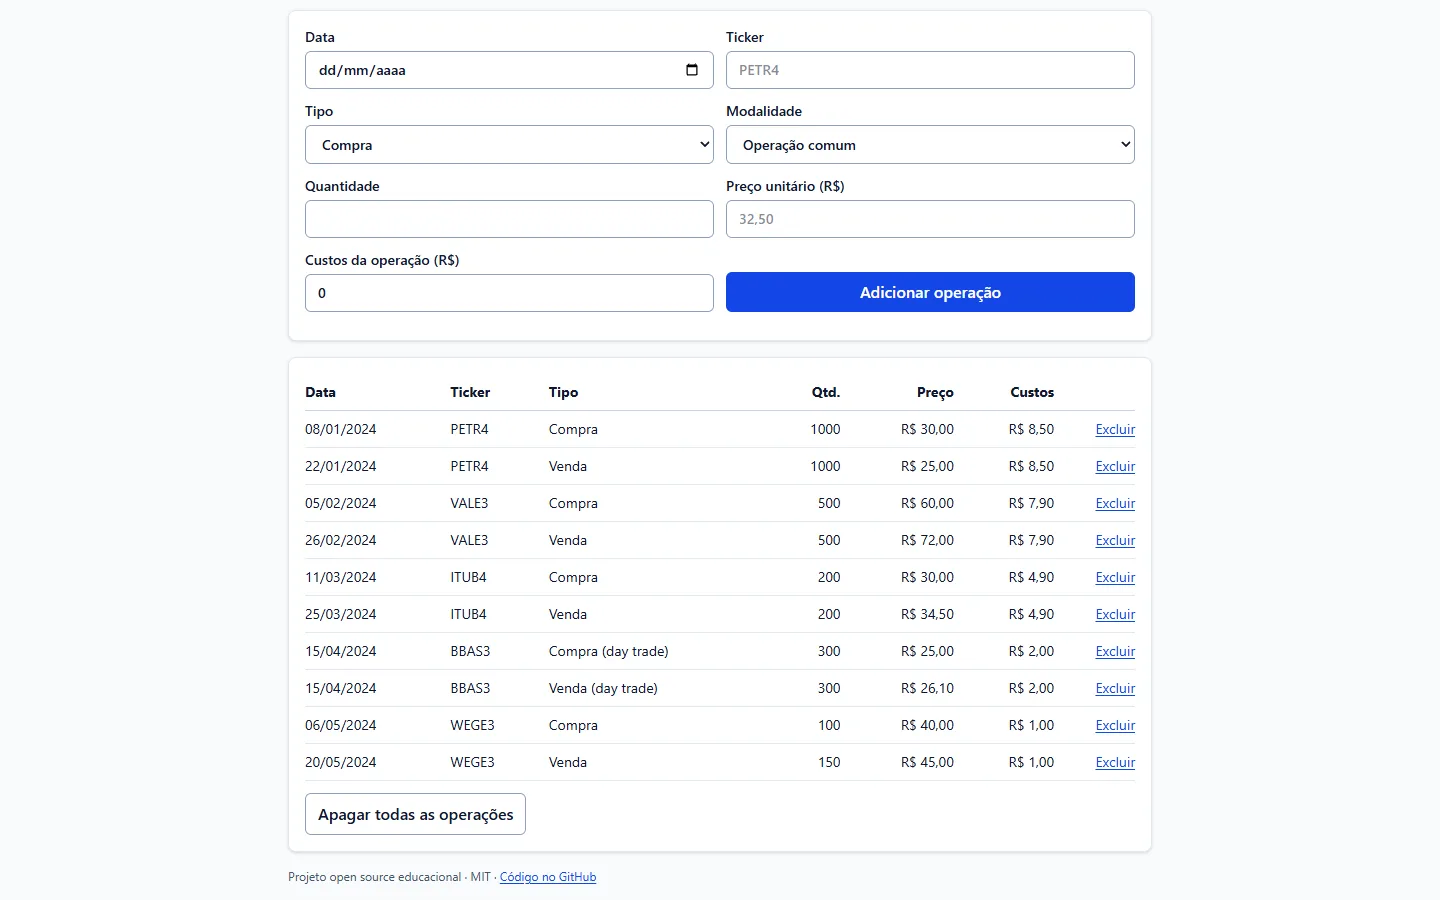 Data Ticker
dd/mm/aaaa PETR4
Tipo Modalidade
Compra Operação comum
Quantidade Preço unitário (R$)
32,50
Custos da operação (R$)
0 Adicionar operação
Data Ticker Tipo Qtd. Preço Custos
08/01/2024 PETR4 Compra 1000 R$ 30,00 R$ 8,50 Excluir
22/01/2024 PETR4 Venda 1000 R$ 25,00 R$ 8,50 Excluir
05/02/2024 VALE3 Compra 500 R$ 60,00 R$ 7,90 Excluir
26/02/2024 VALE3 Venda 500 R$ 72,00 R$ 7,90 Excluir
11/03/2024 ITUB4 Compra 200 R$ 30,00 R$ 4,90 Excluir
25/03/2024 ITUB4 Venda 200 R$ 34,50 R$ 4,90 Excluir
15/04/2024 BBAS3 Compra (day trade) 300 R$ 25,00 R$ 2,00 Excluir
15/04/2024 BBAS3 Venda (day trade) 300 R$ 26,10 R$ 2,00 Excluir
06/05/2024 WEGE3 Compra 100 R$ 40,00 R$ 1,00 Excluir
20/05/2024 WEGE3 Venda 150 R$ 45,00 R$ 1,00 Excluir
Apagar todas as operações
Projeto open source educacional · MIT · Código no GitHub